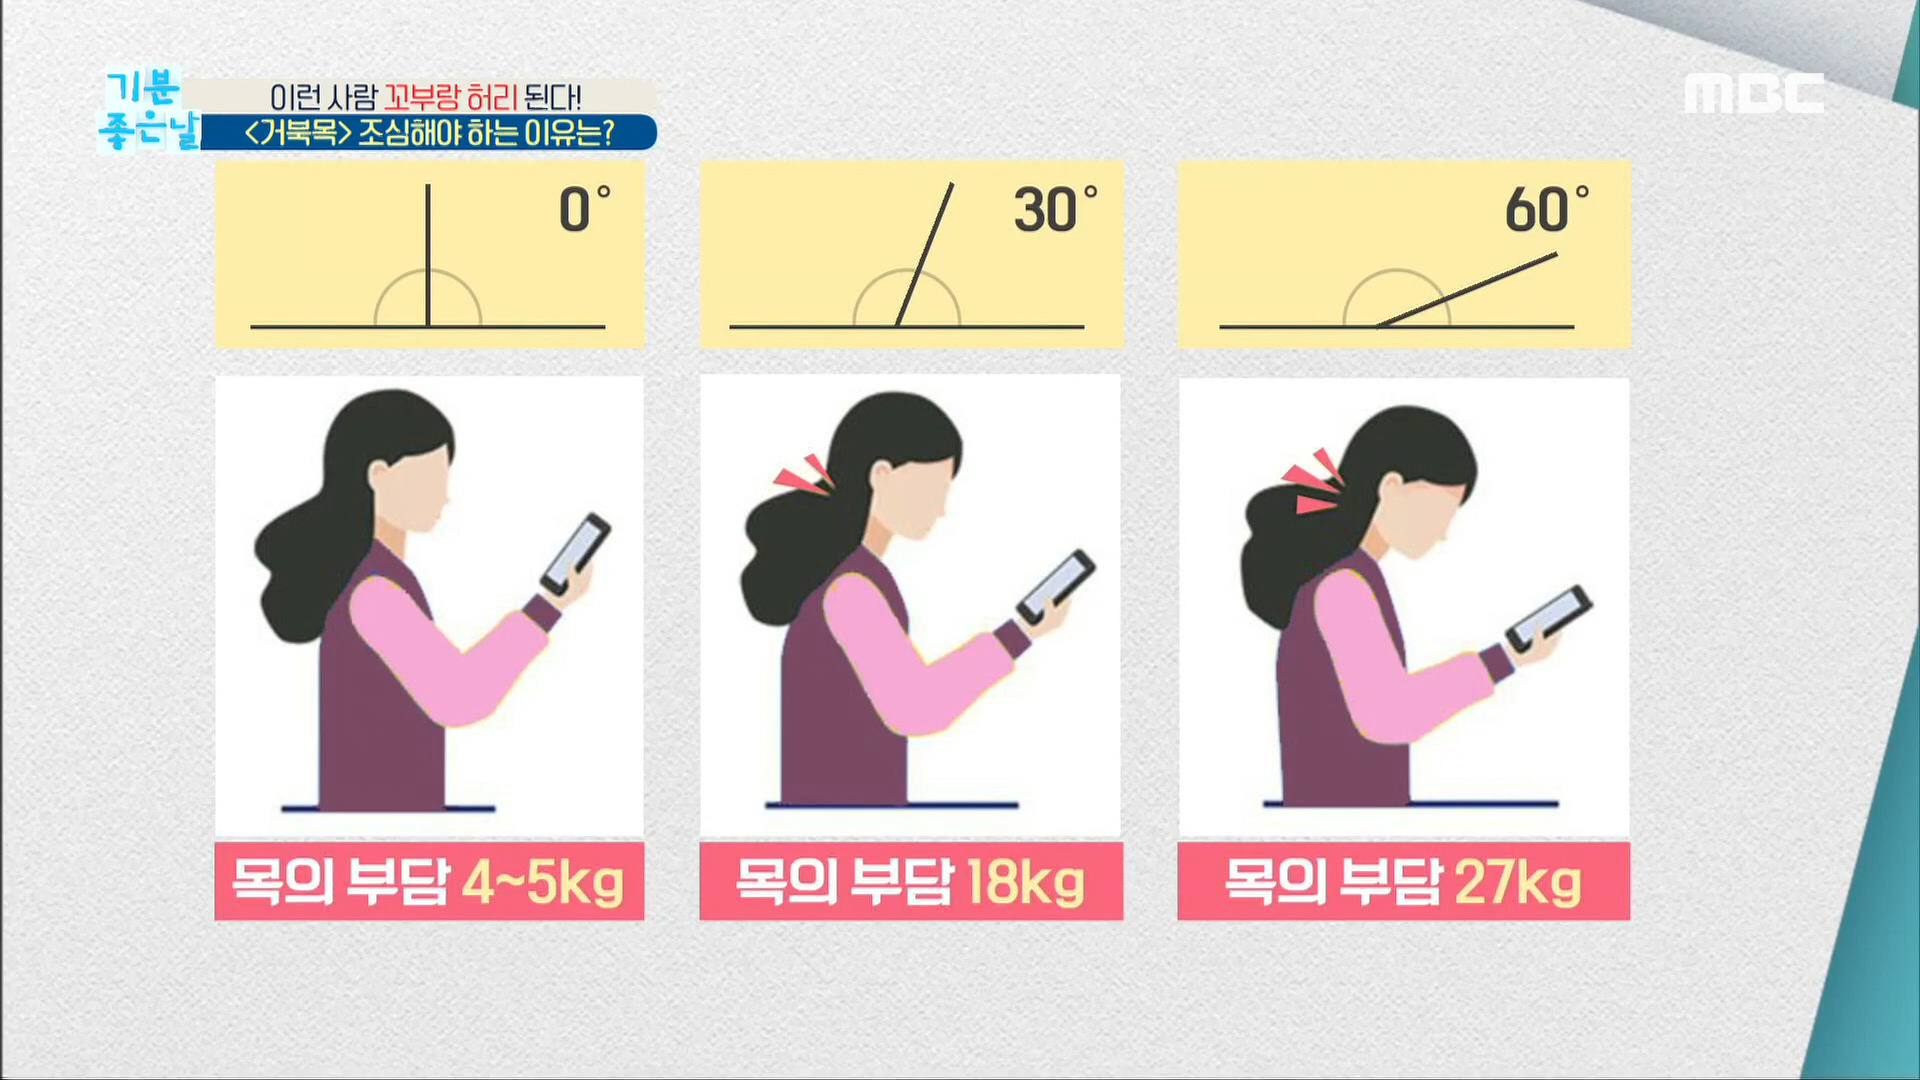 기분
좋은날
이런 사람 꼬부랑 허리 된다!
<거북목> 조심해야 하는 이유는?
MBC
0°
30°
60°
목의 부담 4~5kg
목의 부담 18kg
목의 부담 27kg